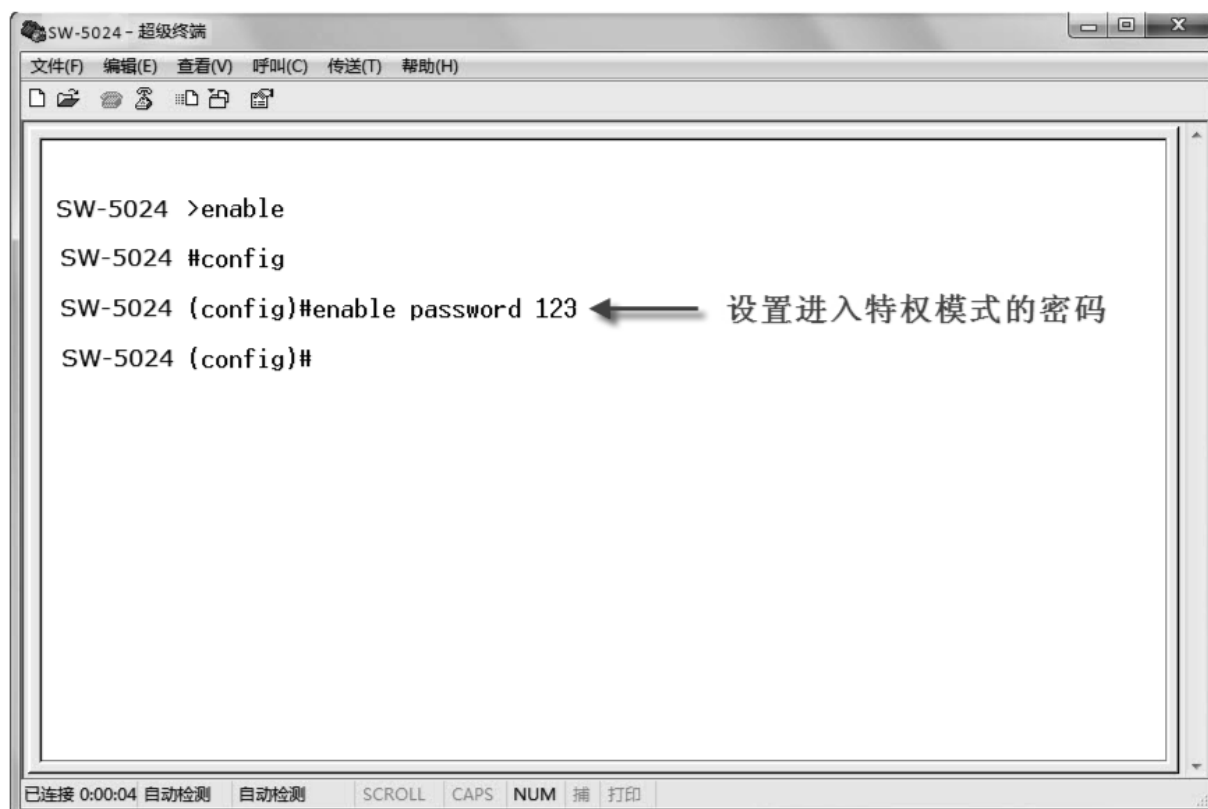 SW-5024 - 超级终端
文件(F) 编辑(E) 查看(V) 呼叫(C) 传送(T) 帮助(H)
SW-5024 >enable
SW-5024 #config
SW-5024 (config)#enable password 123 设置进入特权模式的密码
SW-5024 (config)#
已连接 0:00:04 自动检测 自动检测 SCROLL CAPS NUM 捕 打印